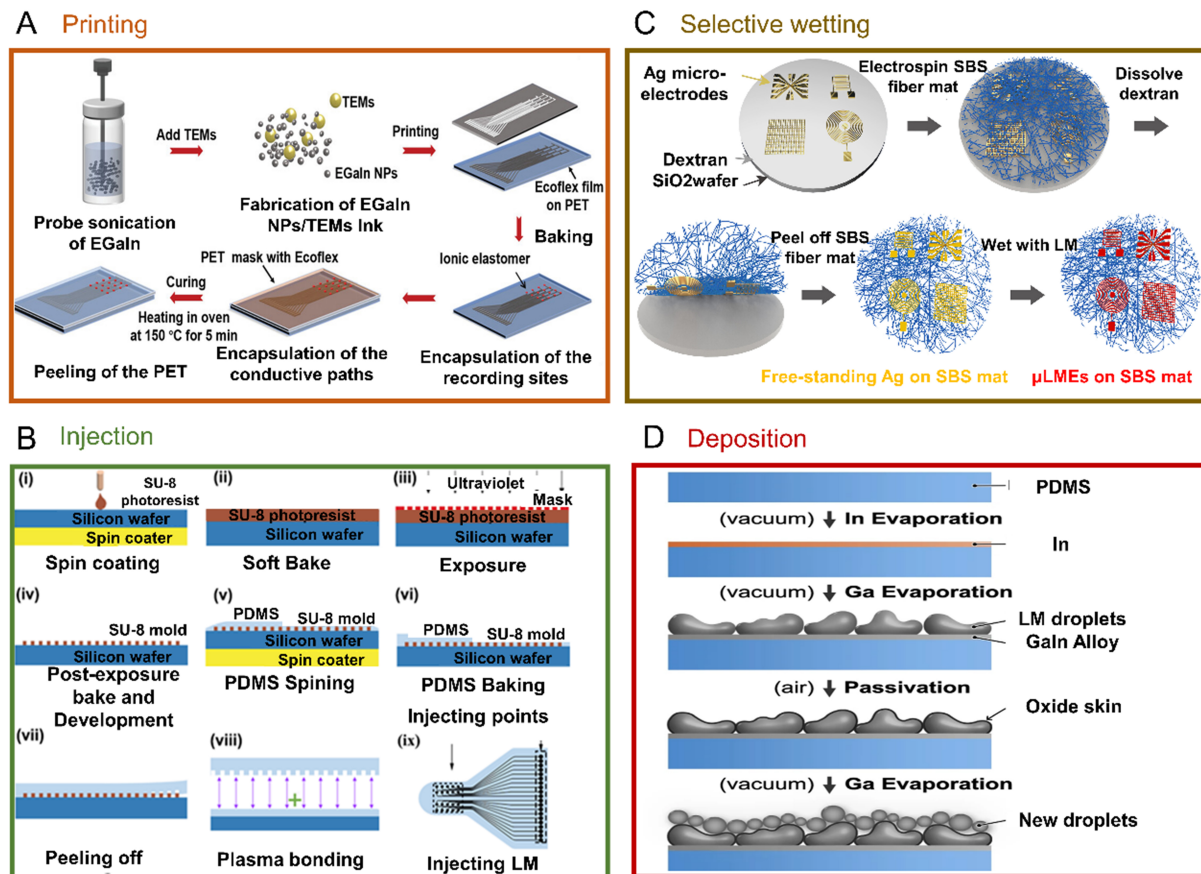 A Printing
Add TEMs
TEMs
EGaIn NPs
Printing
Ecoflex film
on PET
Probe sonication
of EGaIn
Fabrication of EGaIn
NPs/TEMs Ink
Baking
PET mask with Ecoflex
Ionic elastomer
Curing
Heating in oven
at 150 °C for 5 min
Peeling of the PET
Encapsulation of the
conductive paths
Encapsulation of the
recording sites
C Selective wetting
Ag micro-
electrodes
Electrospin SBS
fiber mat
Dissolve
dextran
Dextran
SiO2wafer
Peel off SBS
fiber mat
Wet with LM
Free-standing Ag on SBS mat
μLMEs on SBS mat
B Injection
(i)
SU-8
photoresist
Silicon wafer
Spin coater
Spin coating
(ii)
SU-8 photoresist
Silicon wafer
Soft Bake
(iii)
Ultraviolet
Mask
SU-8 photoresist
Silicon wafer
Exposure
(iv)
SU-8 mold
Silicon wafer
Post-exposure
bake and
Development
(v)
PDMS
SU-8 mold
Silicon wafer
Spin coater
PDMS Spining
(vi)
PDMS
SU-8 mold
Silicon wafer
PDMS Baking
Injecting points
(vii)
Peeling off
(viii)
+
Plasma bonding
(ix)
Injecting LM
D Deposition
PDMS
(vacuum) In Evaporation
In
(vacuum) Ga Evaporation
LM droplets
GaIn Alloy
(air) Passivation
Oxide skin
(vacuum) Ga Evaporation
New droplets